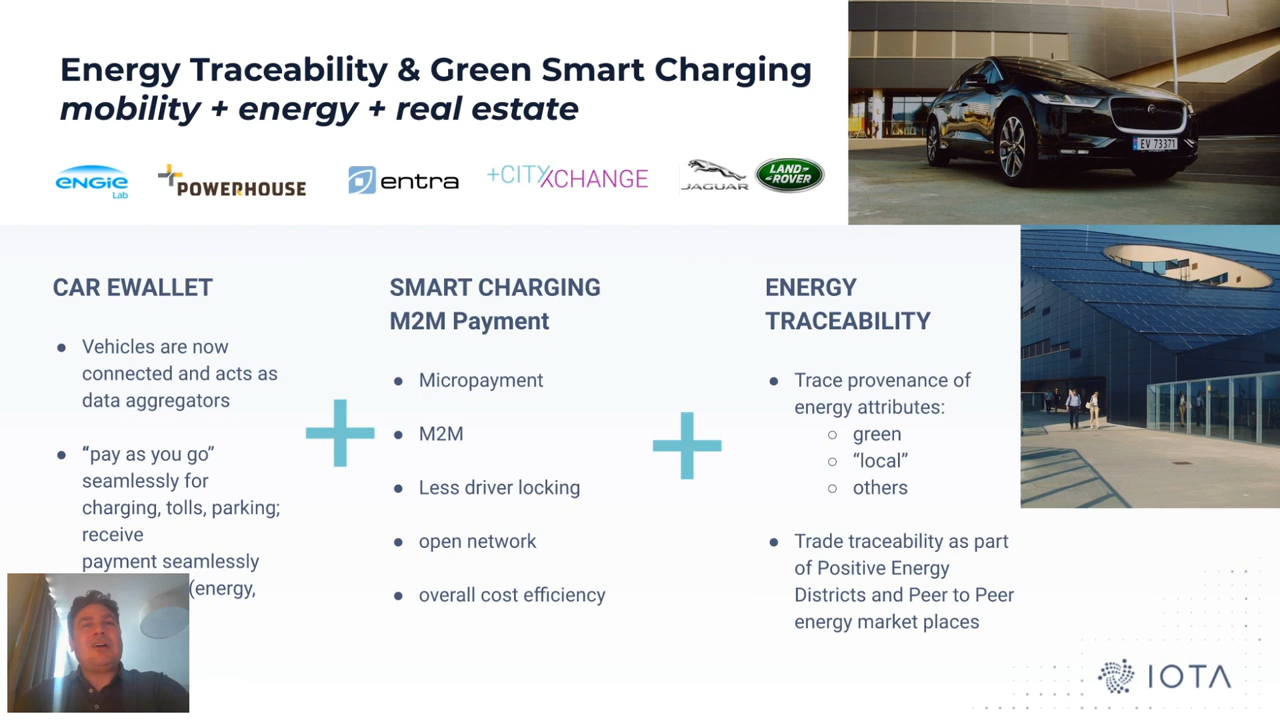 Energy Traceability & Green Smart Charging
mobility + energy + real estate
ENGIE
Lab
POWERHOUSE
entra
+CITYXCHANGE
JAGUAR
LAND
ROVER
EV 73371
CAR EWALLET
● Vehicles are now
connected and acts as
data aggregators
● “pay as you go”
seamlessly for
charging, tolls, parking;
receive
payment seamlessly
(energy,
SMART CHARGING
M2M Payment
● Micropayment
● M2M
● Less driver locking
● open network
● overall cost efficiency
ENERGY
TRACEABILITY
● Trace provenance of
energy attributes:
○ green
○ “local”
○ others
● Trade traceability as part
of Positive Energy
Districts and Peer to Peer
energy market places
IOTA